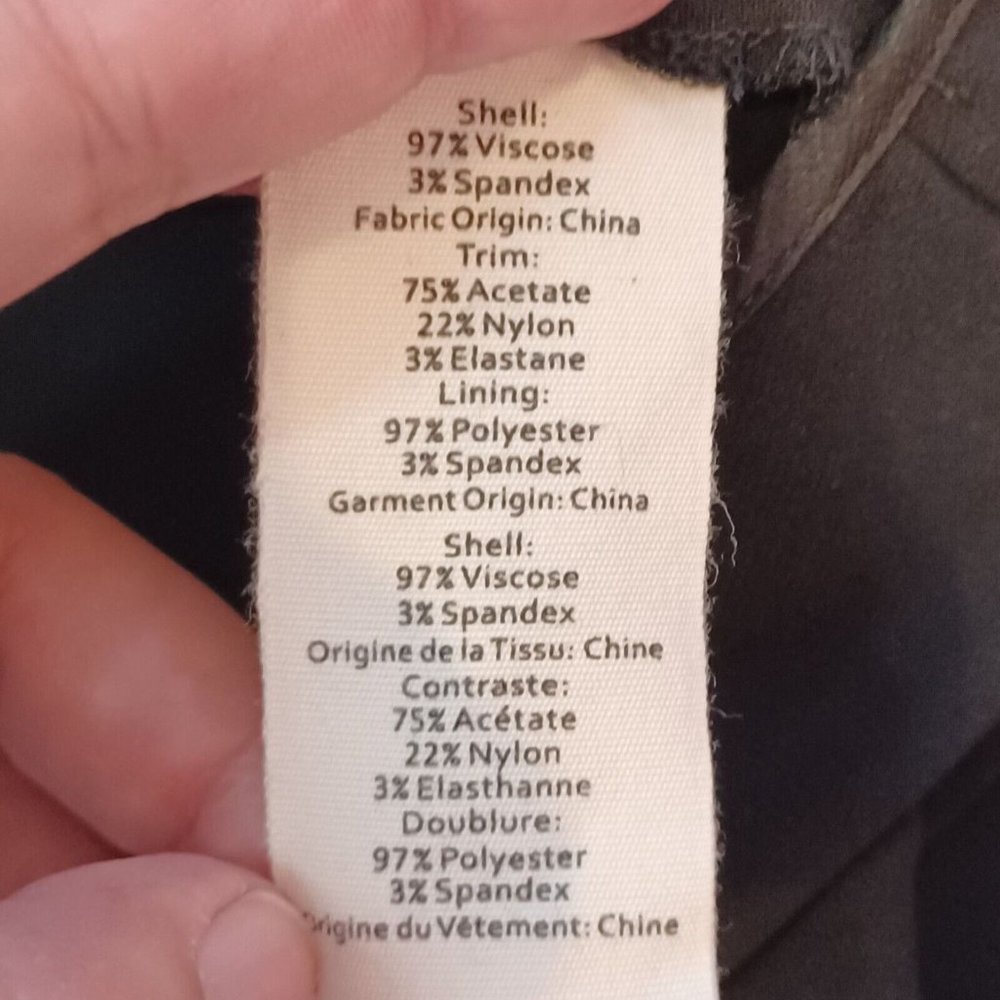 Shell:
97% Viscose
3% Spandex
Fabric Origin: China
Trim:
75% Acetate
22% Nylon
3% Elastane
Lining:
97% Polyester
3% Spandex
Garment Origin: China
Shell:
97% Viscose
3% Spandex
Origine de la Tissu: Chine
Contraste:
75% Acétate
22% Nylon
3% Elasthanne
Doublure:
97% Polyester
3% Spandex
Origine du Vêtement: Chine